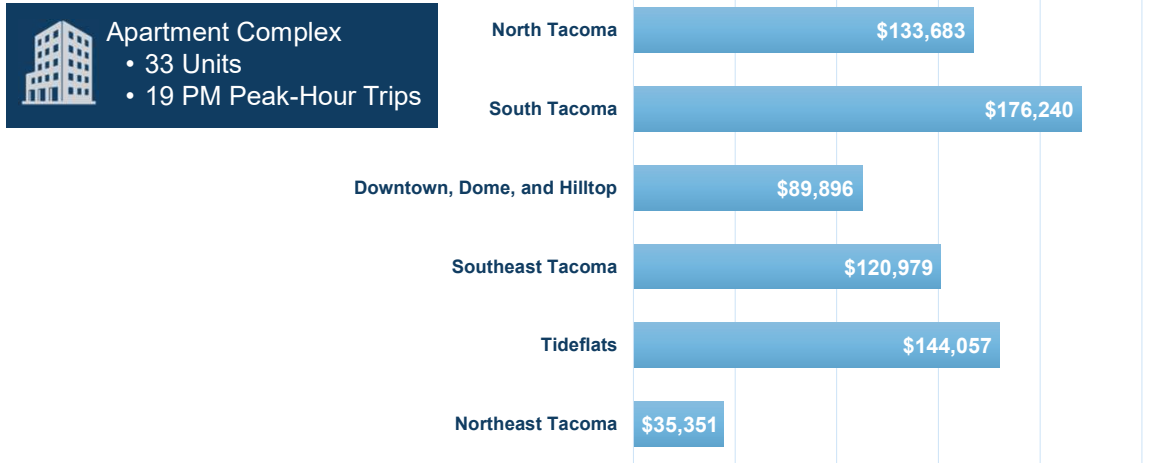 Apartment Complex
• 33 Units
• 19 PM Peak-Hour Trips
North Tacoma $133,683
South Tacoma $176,240
Downtown, Dome, and Hilltop $89,896
Southeast Tacoma $120,979
Tideflats $144,057
Northeast Tacoma $35,351